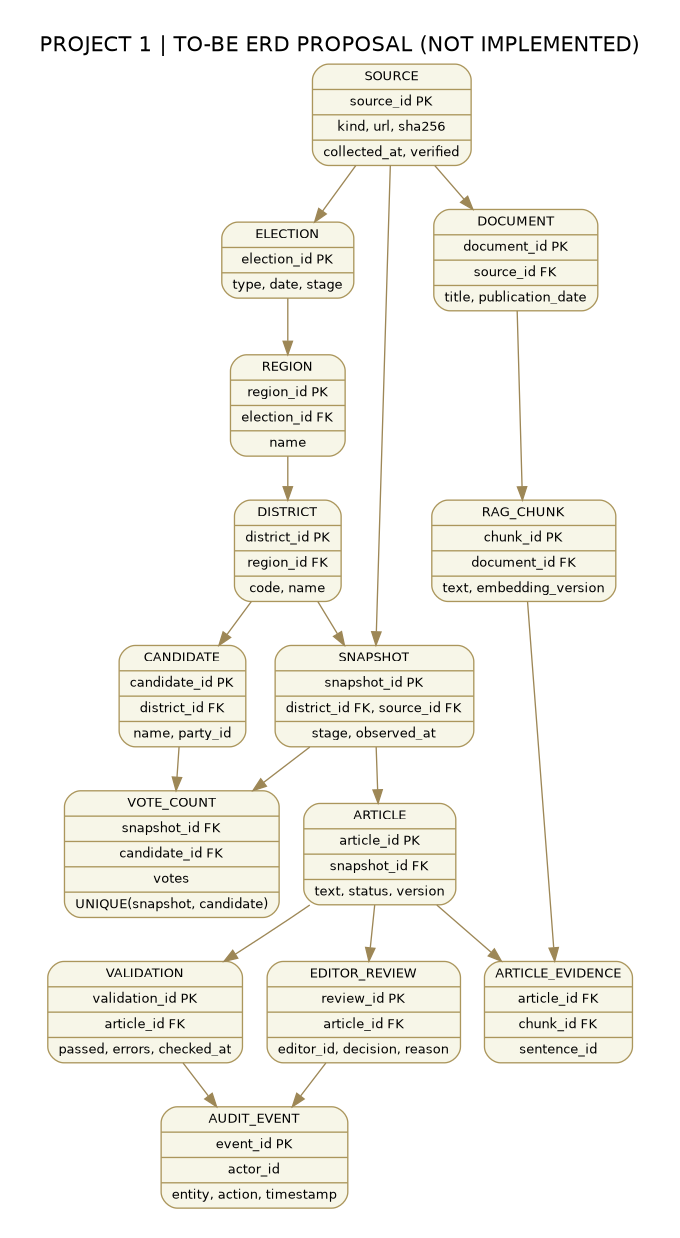 PROJECT 1 | TO-BE ERD PROPOSAL (NOT IMPLEMENTED)
SOURCE
source_id PK
kind, url, sha256
collected_at, verified
ELECTION
election_id PK
type, date, stage
DOCUMENT
document_id PK
source_id FK
title, publication_date
REGION
region_id PK
election_id FK
name
DISTRICT
district_id PK
region_id FK
code, name
RAG_CHUNK
chunk_id PK
document_id FK
text, embedding_version
CANDIDATE
candidate_id PK
district_id FK
name, party_id
SNAPSHOT
snapshot_id PK
district_id FK, source_id FK
stage, observed_at
VOTE_COUNT
snapshot_id FK
candidate_id FK
votes
UNIQUE(snapshot, candidate)
ARTICLE
article_id PK
snapshot_id FK
text, status, version
VALIDATION
validation_id PK
article_id FK
passed, errors, checked_at
EDITOR_REVIEW
review_id PK
article_id FK
editor_id, decision, reason
ARTICLE_EVIDENCE
article_id FK
chunk_id FK
sentence_id
AUDIT_EVENT
event_id PK
actor_id
entity, action, timestamp